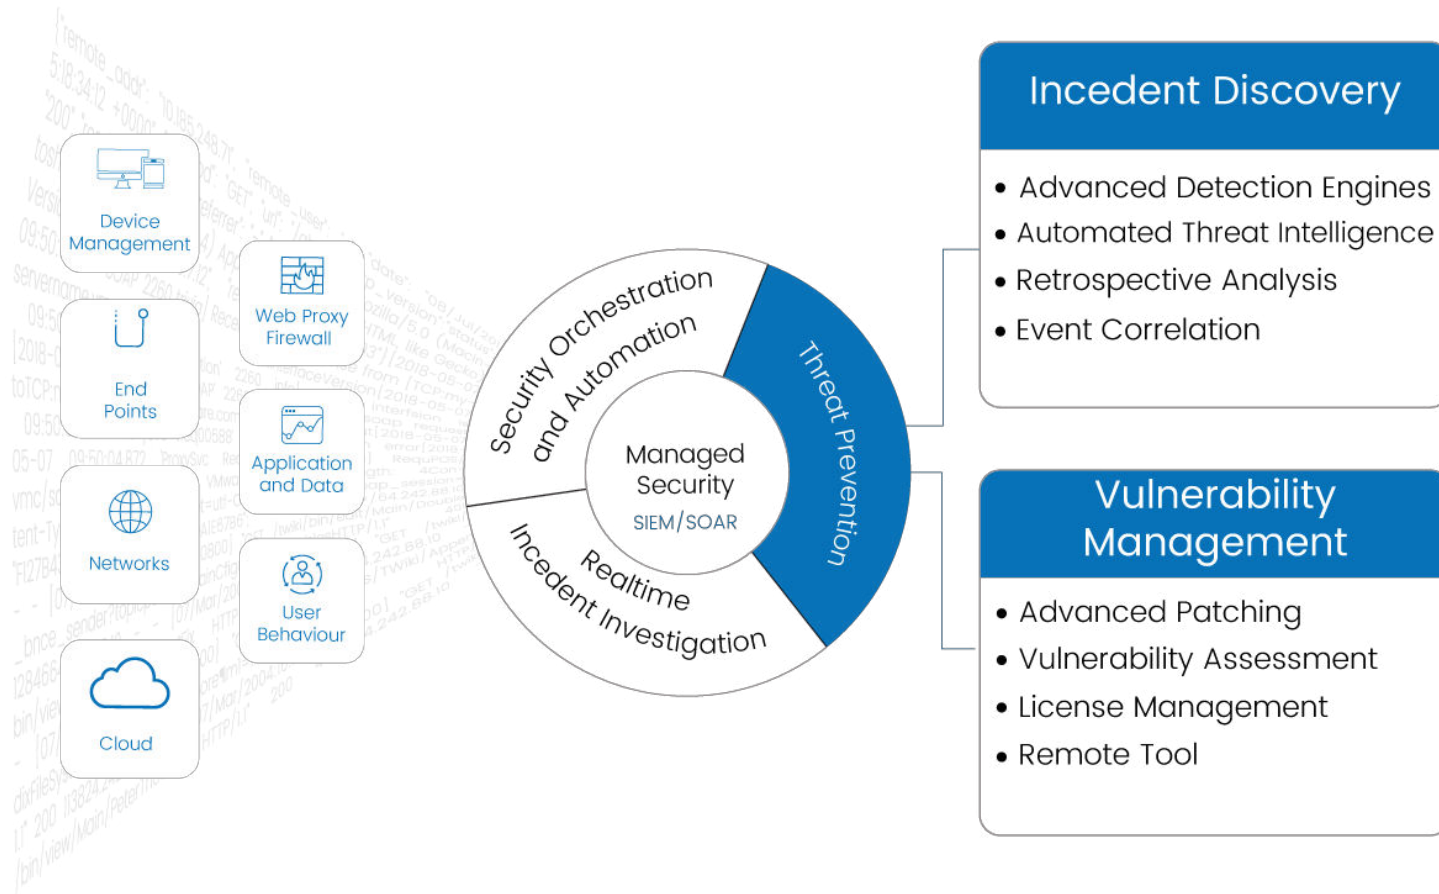 Device
Management
End
Points
Networks
Cloud
Web Proxy
Firewall
Application
and Data
User
Behaviour
Security Orchestration
and Automation
Threat Prevention
Realtime
Incedent Investigation
Managed
Security
SIEM/SOAR
Incedent Discovery
• Advanced Detection Engines
• Automated Threat Intelligence
• Retrospective Analysis
• Event Correlation
Vulnerability
Management
• Advanced Patching
• Vulnerability Assessment
• License Management
• Remote Tool